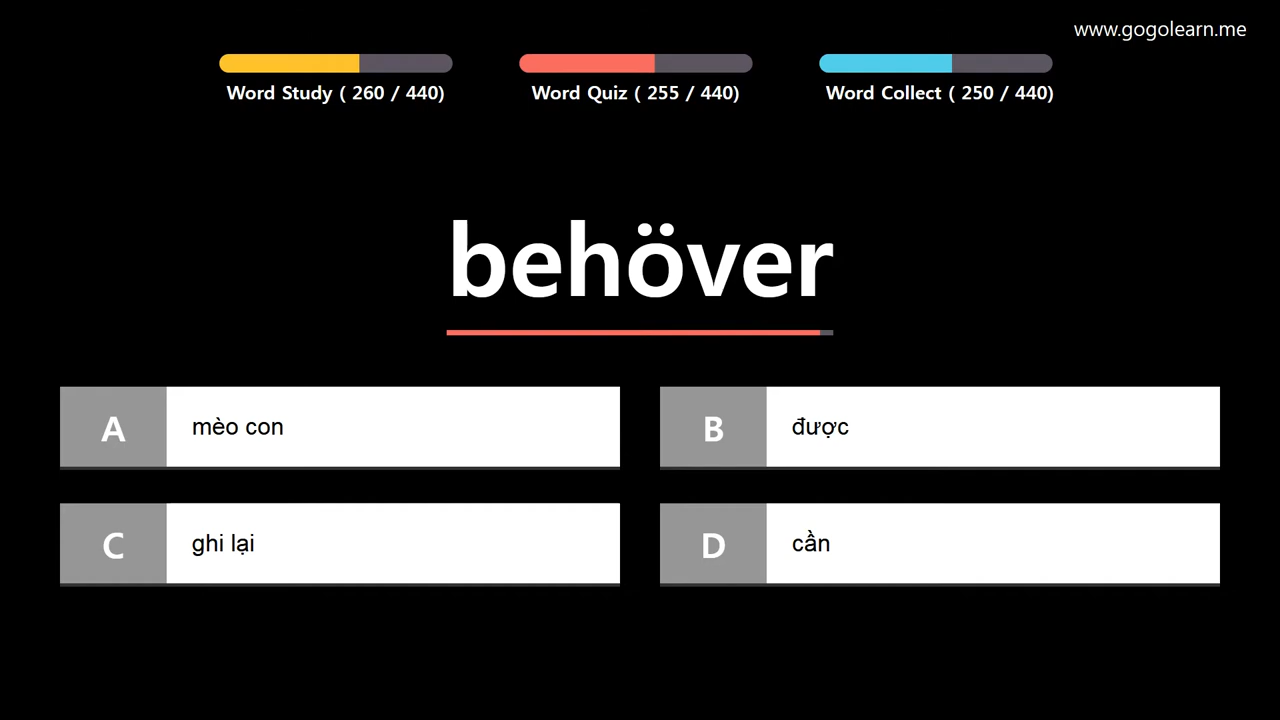 www.gogolearn.me
Word Study ( 260 / 440)
Word Quiz ( 255 / 440)
Word Collect ( 250 / 440)
behöver
A mèo con
B được
C ghi lại
D cần